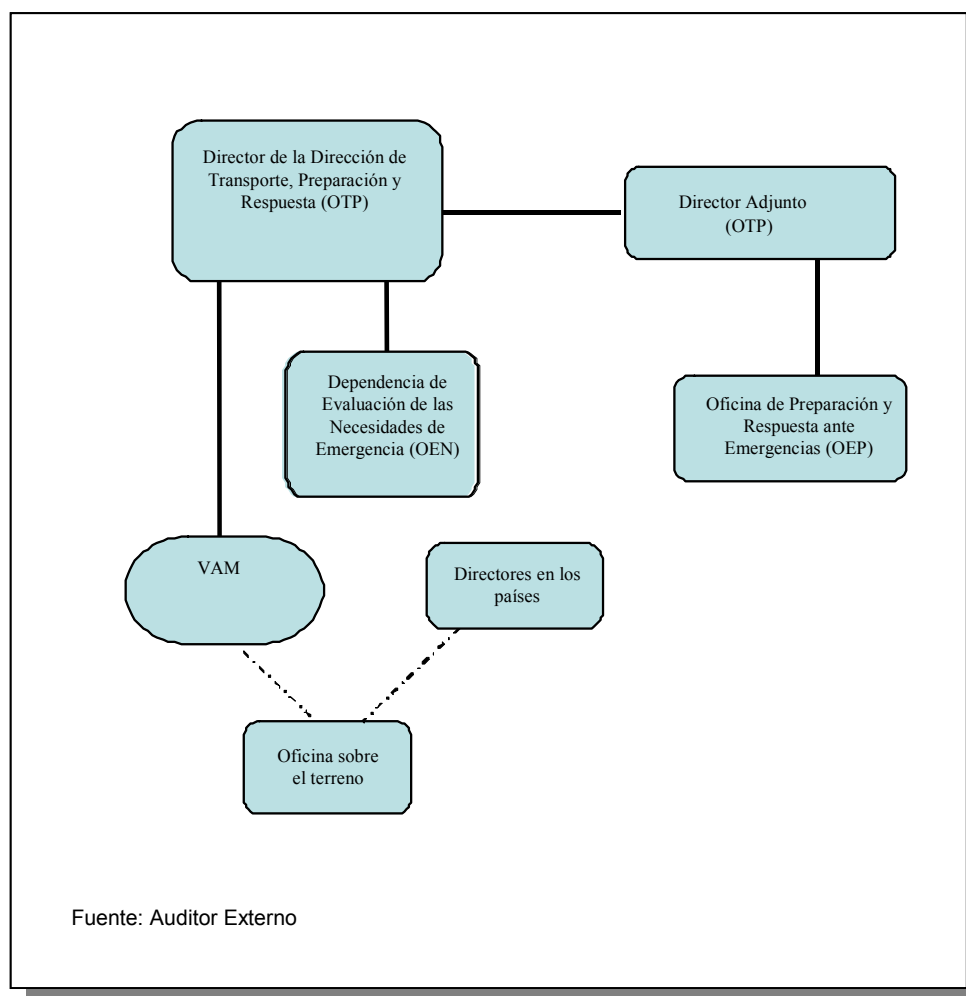 Director de la Dirección de
Transporte, Preparación y
Respuesta (OTP)
Director Adjunto
(OTP)
Dependencia de
Evaluación de las
Necesidades de
Emergencia (OEN)
Oficina de Preparación y
Respuesta ante
Emergencias (OEP)
VAM
Directores en los
países
Oficina sobre
el terreno
Fuente: Auditor Externo